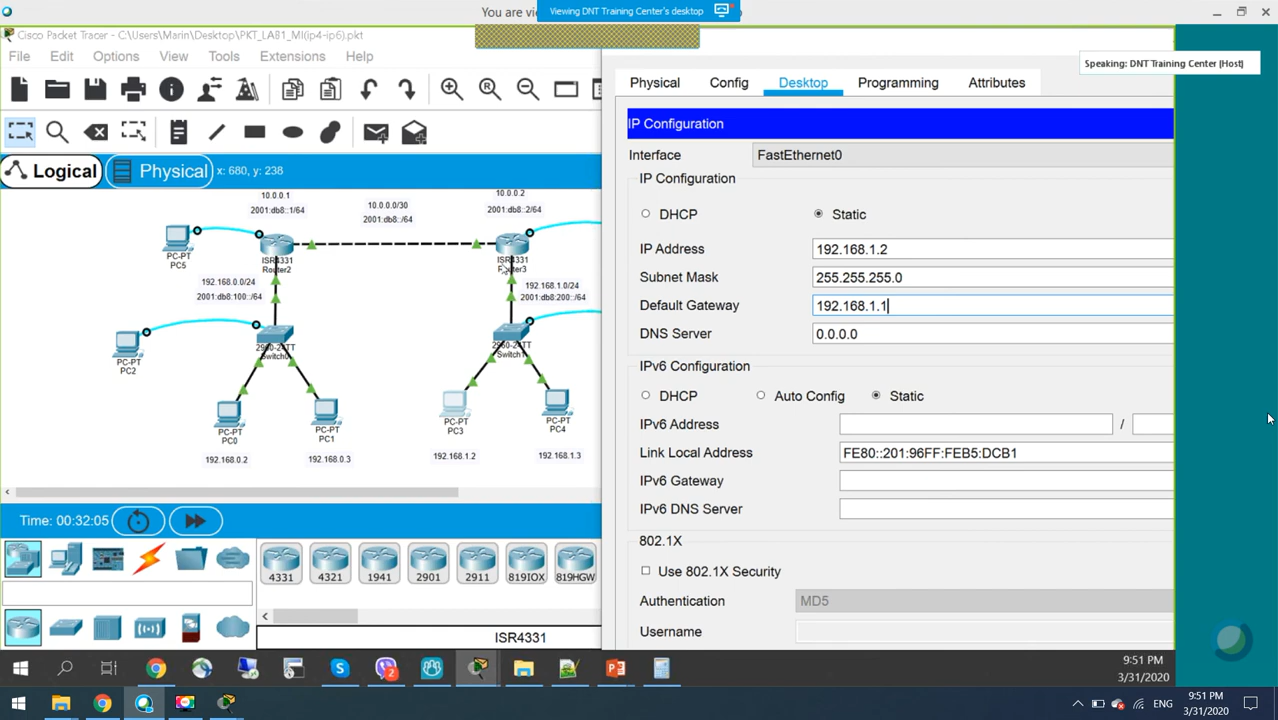 You are vie
Viewing DNT Training Center's desktop
Cisco Packet Tracer - C:\Users\Marin\Desktop\PKT_LAB1_MI(ip4-ip6).pkt
Speaking: DNT Training Center (Host)
File Edit Options View Tools Extensions Help
Physical Config Desktop Programming Attributes
IP Configuration
Interface FastEthernet0
IP Configuration
DHCP Static
IP Address 192.168.1.2
Subnet Mask 255.255.255.0
Default Gateway 192.168.1.1
DNS Server 0.0.0.0
IPv6 Configuration
DHCP Auto Config Static
IPv6 Address /
Link Local Address FE80::201:96FF:FEB5:DCB1
IPv6 Gateway
IPv6 DNS Server
802.1X
Use 802.1X Security
Authentication MD5
Username
Logical Physical x: 680, y: 238
10.0.0.1
2001:db8::1/64
10.0.0.0/30
2001:db8::/64
10.0.0.2
2001:db8::2/64
PC-PT
PC5
ISR4331
Router2
ISR4331
192.168.0.0/24
2001:db8:100::/64
192.168.1.0/24
2001:db8:200::/64
PC-PT
PC2
2960-24TT
Switch0
2960-24TT
Switch1
PC-PT
PC0
PC-PT
PC1
PC-PT
PC3
PC-PT
PC4
192.168.0.2
192.168.0.3
192.168.1.2
192.168.1.3
Time: 00:32:05
4331 4321 1941 2901 2911 819IOX 819HGW
ISR4331
9:51 PM
3/31/2020
ENG
9:51 PM
3/31/2020